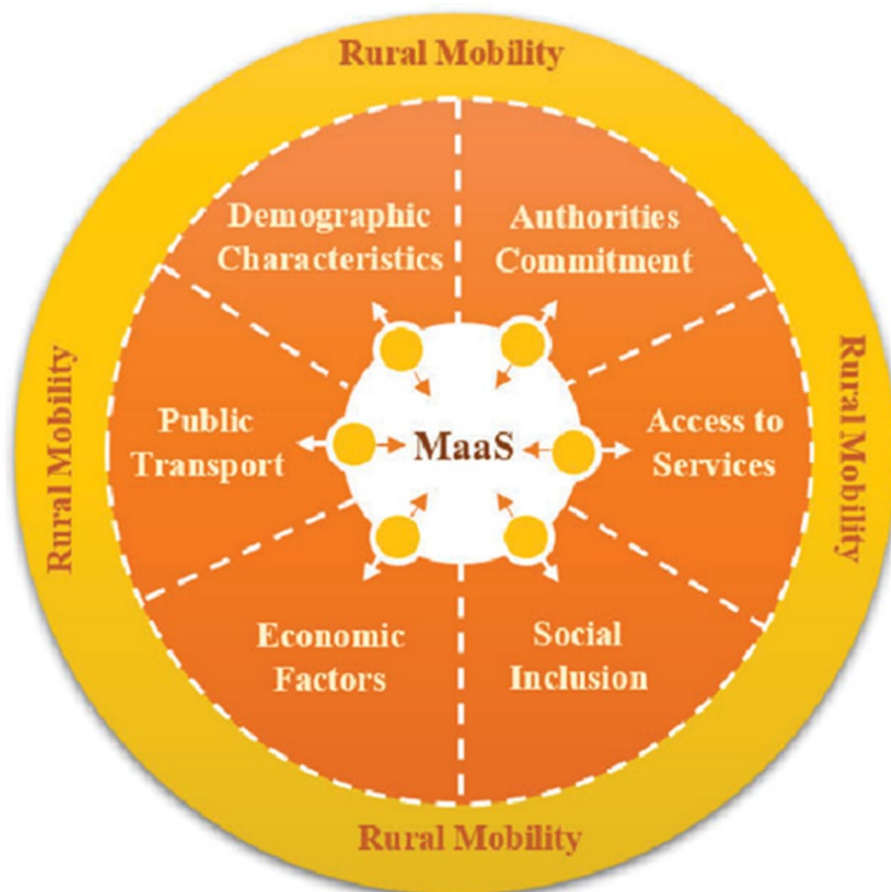 Rural Mobility
Demographic
Characteristics
Authorities
Commitment
Rural Mobility
Public
Transport
MaaS
Access to
Services
Rural Mobility
Economic
Factors
Social
Inclusion
Rural Mobility